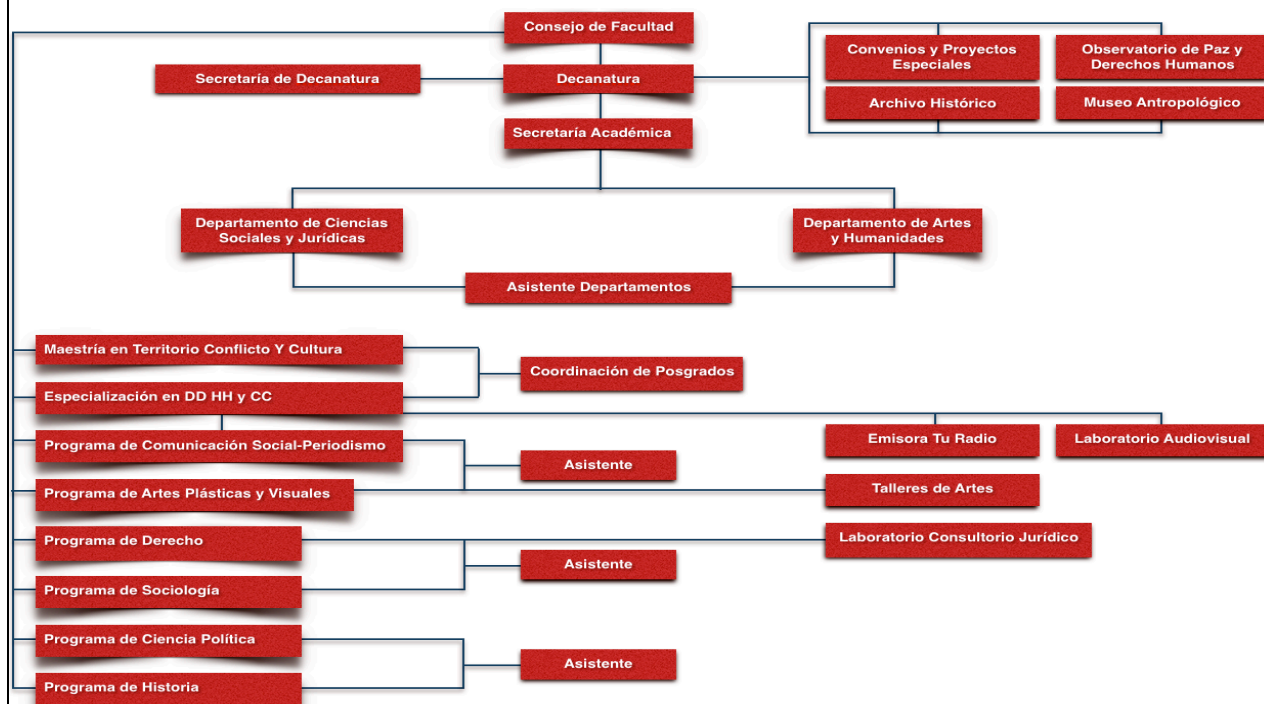 Consejo de Facultad
Convenios y Proyectos
Especiales
Observatorio de Paz y
Derechos Humanos
Secretaría de Decanatura
Decanatura
Archivo Histórico
Museo Antropológico
Secretaría Académica
Departamento de Ciencias
Sociales y Jurídicas
Departamento de Artes
y Humanidades
Asistente Departamentos
Maestría en Territorio Conflicto Y Cultura
Coordinación de Posgrados
Especialización en DD HH y CC
Programa de Comunicación Social-Periodismo
Emisora Tu Radio
Laboratorio Audiovisual
Asistente
Programa de Artes Plásticas y Visuales
Talleres de Artes
Programa de Derecho
Laboratorio Consultorio Jurídico
Asistente
Programa de Sociología
Programa de Ciencia Política
Asistente
Programa de Historia